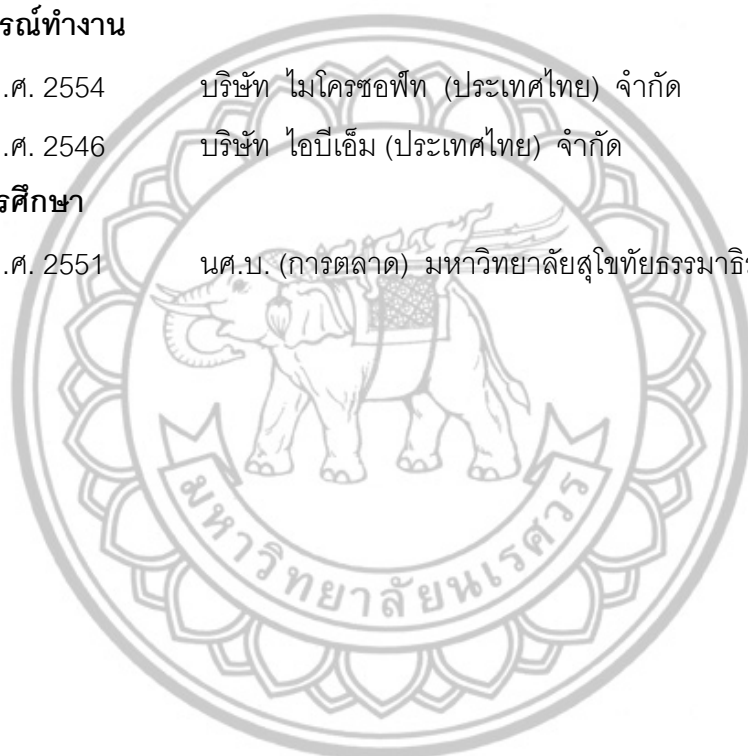 รณ์ทำงาน
.ศ. 2554 บริษัท ไมโครซอฟ์ท (ประเทศไทย) จำกัด
.ศ. 2546 บริษัท ไอบีเอ็ม (ประเทศไทย) จำกัด
รศึกษา
.ศ. 2551 นศ.บ. (การตลาด) มหาวิทยาลัยสุโขทัยธรรมาธิร
มหาวิทยาลัยนเรศวร